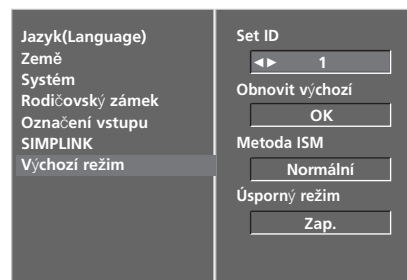 Jazyk(Language)
Země
Systém
Rodičovský zámek
Označení vstupu
SIMPLINK
Výchozí režim
Set ID
◄► 1
Obnovit výchozí
OK
Metoda ISM
Normální
Úsporný režim
Zap.